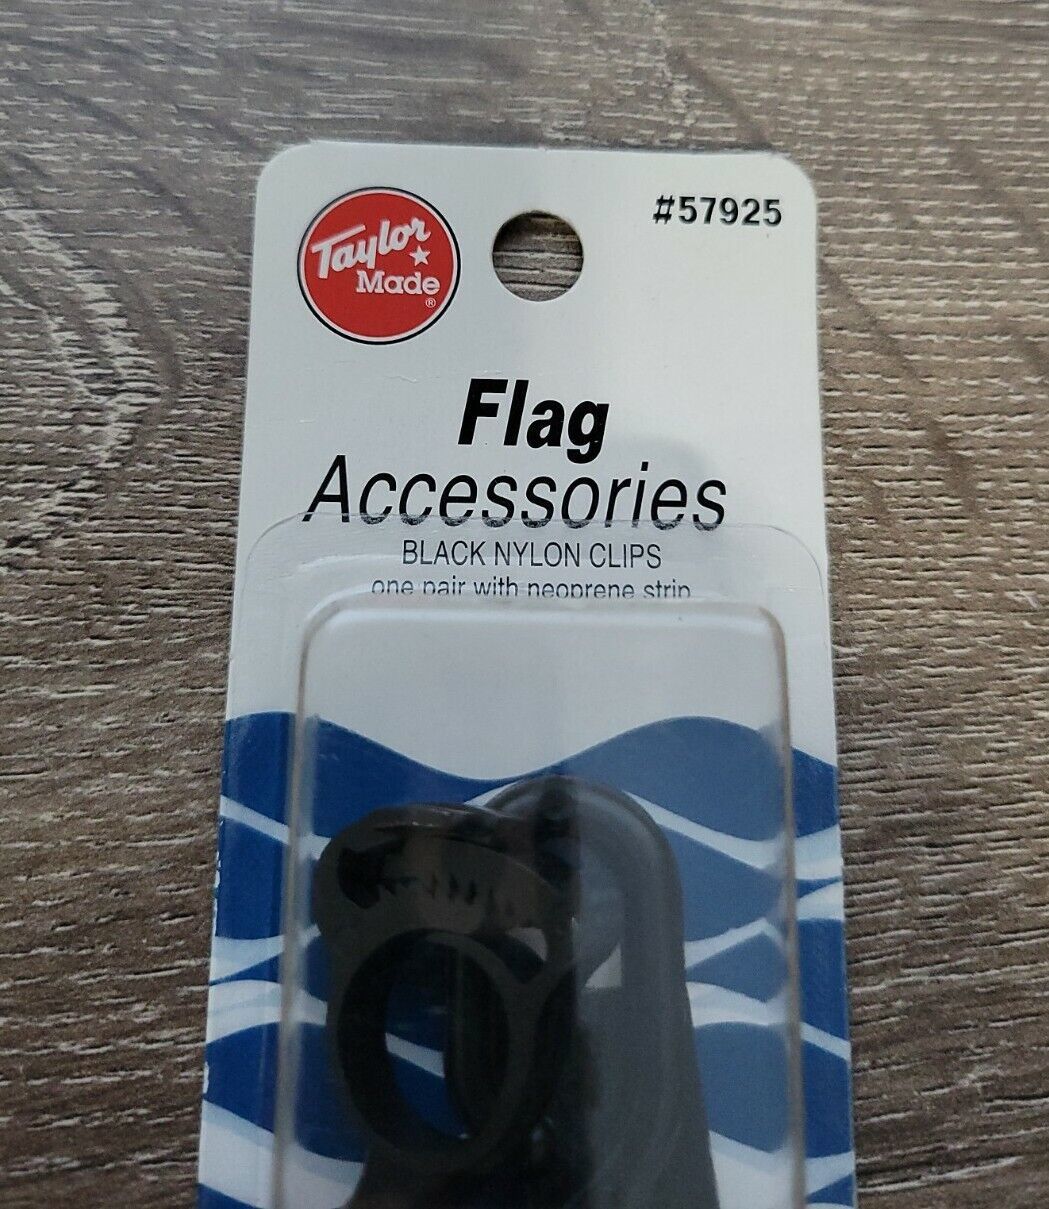 Taylor
Made
®
#57925
Flag
Accessories
BLACK NYLON CLIPS
one pair with neoprene strip